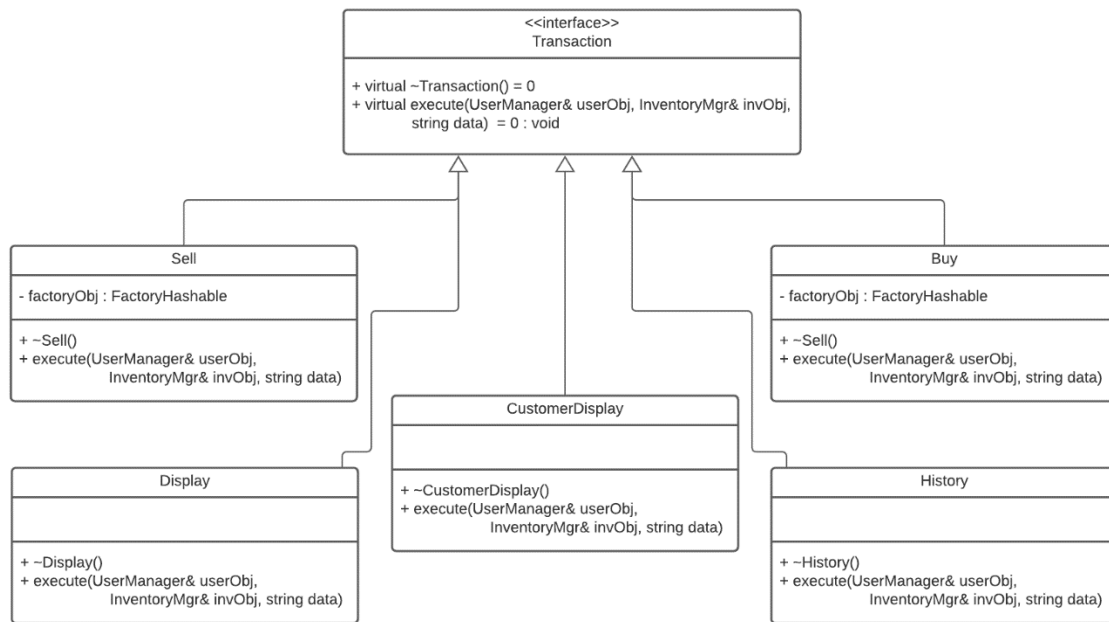 <<interface>>
Transaction
+ virtual ~Transaction() = 0
+ virtual execute(UserManager& userObj, InventoryMgr& invObj,
string data) = 0 : void
Sell
- factoryObj : FactoryHashable
+ ~Sell()
+ execute(UserManager& userObj,
InventoryMgr& invObj, string data)
Buy
- factoryObj : FactoryHashable
+ ~Sell()
+ execute(UserManager& userObj,
InventoryMgr& invObj, string data)
CustomerDisplay
+ ~CustomerDisplay()
+ execute(UserManager& userObj,
InventoryMgr& invObj, string data)
Display
+ ~Display()
+ execute(UserManager& userObj,
InventoryMgr& invObj, string data)
History
+ ~History()
+ execute(UserManager& userObj,
InventoryMgr& invObj, string data)